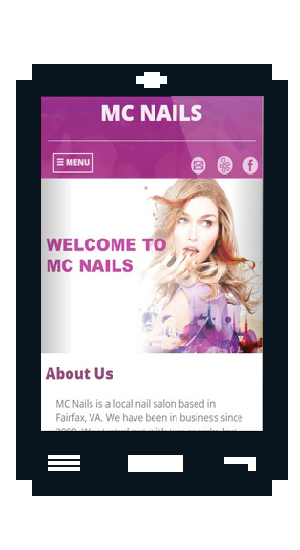 MC NAILS
☰ MENU
WELCOME TO
MC NAILS
About Us
MC Nails is a local nail salon based in
Fairfax, VA. We have been in business since